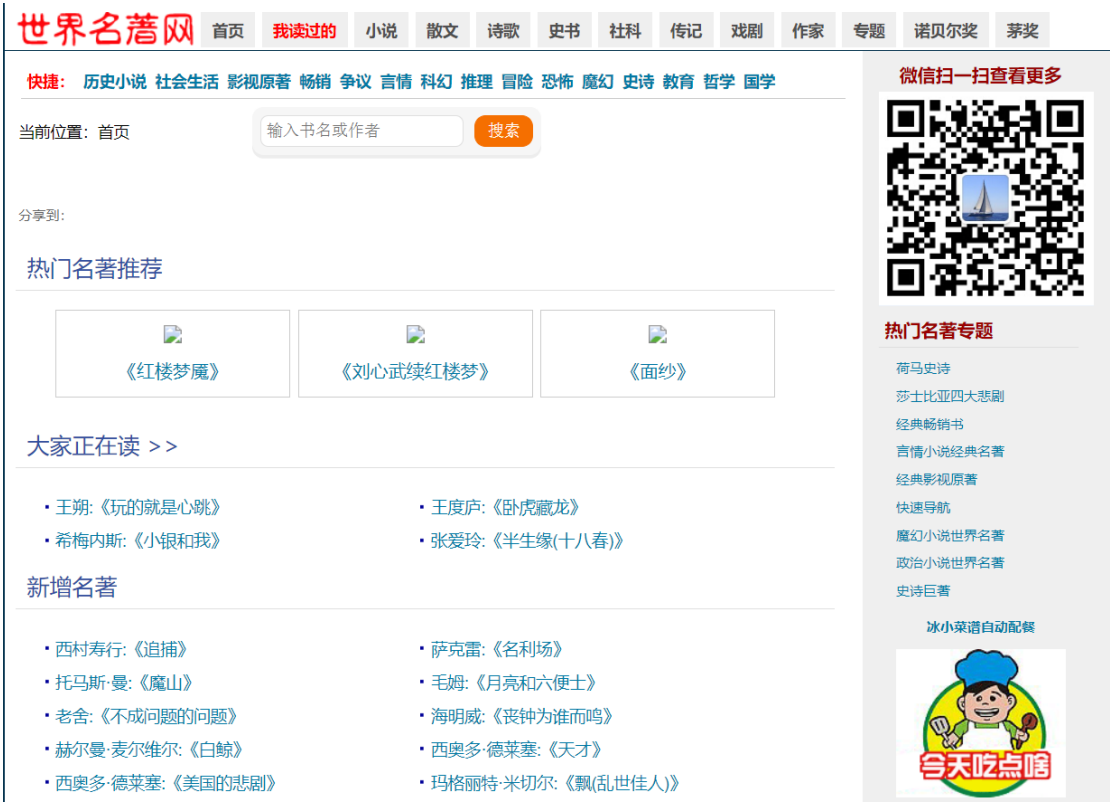 世界名著网 首页 我读过的 小说 散文 诗歌 史书 社科 传记 戏剧 作家 专题 诺贝尔奖 茅奖
快捷: 历史小说 社会生活 影视原著 畅销 争议 言情 科幻 推理 冒险 恐怖 魔幻 史诗 教育 哲学 国学
当前位置：首页
输入书名或作者 搜索
分享到:
热门名著推荐
《红楼梦魇》 《刘心武续红楼梦》 《面纱》
大家正在读 >>
王朔:《玩的就是心跳》 王度庐:《卧虎藏龙》
希梅内斯:《小银和我》 张爱玲:《半生缘(十八春)》
新增名著
西村寿行:《追捕》 萨克雷:《名利场》
托马斯·曼:《魔山》 毛姆:《月亮和六便士》
老舍:《不成问题的问题》 海明威:《丧钟为谁而鸣》
赫尔曼·麦尔维尔:《白鲸》 西奥多·德莱塞:《天才》
西奥多·德莱塞:《美国的悲剧》 玛格丽特·米切尔:《飘(乱世佳人)》
微信扫一扫查看更多
热门名著专题
荷马史诗
莎士比亚四大悲剧
经典畅销书
言情小说经典名著
经典影视原著
快速导航
魔幻小说世界名著
政治小说世界名著
史诗巨著
冰小菜谱自动配餐
今天吃点啥